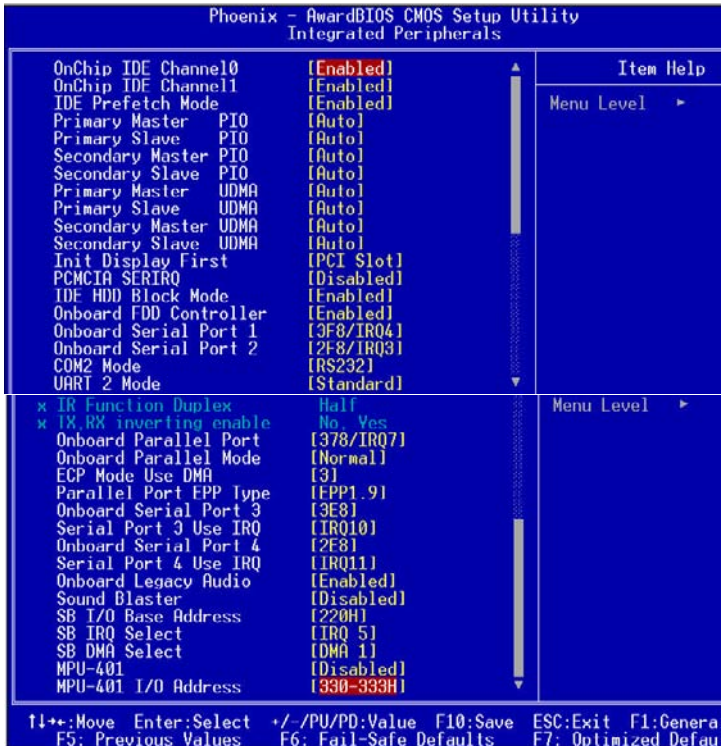 Phoenix - AwardBIOS CMOS Setup Utility
Integrated Peripherals
OnChip IDE Channel0 [Enabled]
OnChip IDE Channel1 [Enabled]
IDE Prefetch Mode [Enabled]
Primary Master PIO [Auto]
Primary Slave PIO [Auto]
Secondary Master PIO [Auto]
Secondary Slave PIO [Auto]
Primary Master UDMA [Auto]
Primary Slave UDMA [Auto]
Secondary Master UDMA [Auto]
Secondary Slave UDMA [Auto]
Init Display First [PCI Slot]
PCMCIA SERIRQ [Disabled]
IDE HDD Block Mode [Enabled]
Onboard FDD Controller [Enabled]
Onboard Serial Port 1 [3F8/IRQ4]
Onboard Serial Port 2 [2F8/IRQ3]
COM2 Mode [RS232]
UART 2 Mode [Standard]
Item Help
Menu Level ►
x IR Function Duplex Half
x TX,RX inverting enable No, Yes
Onboard Parallel Port [378/IRQ7]
Onboard Parallel Mode [Normal]
ECP Mode Use DMA [3]
Parallel Port EPP Type [EPP1.9]
Onboard Serial Port 3 [3E8]
Serial Port 3 Use IRQ [IRQ10]
Onboard Serial Port 4 [2E8]
Serial Port 4 Use IRQ [IRQ11]
Onboard Legacy Audio [Enabled]
Sound Blaster [Disabled]
SB I/O Base Address [220H]
SB IRQ Select [IRQ 5]
SB DMA Select [DMA 1]
MPU-401 [Disabled]
MPU-401 I/O Address [330-333H]
Menu Level ►
↑↓→←:Move Enter:Select +/-/PU/PD:Value F10:Save ESC:Exit F1:Genera
F5: Previous Values F6: Fail-Safe Defaults F7: Optimized Defau